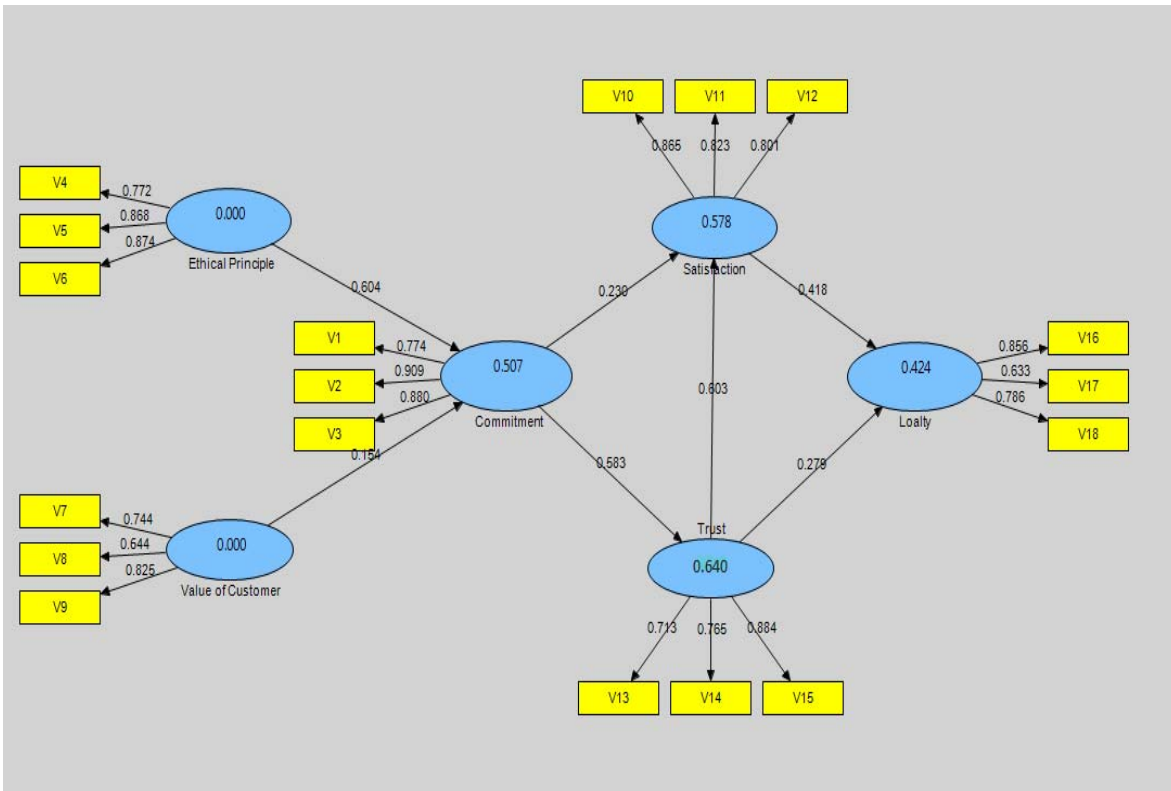 V10
V11
V12
0.865
0.823
0.801
V4
V5
V6
0.772
0.868
0.874
0.000
Ethical Principle
0.578
Satisfaction
0.604
0.230
0.418
V1
V2
V3
0.774
0.909
0.880
0.507
Commitment
0.603
0.424
Loalty
0.856
0.633
0.786
V16
V17
V18
0.154
0.583
0.279
V7
V8
V9
0.744
0.644
0.825
0.000
Value of Customer
Trust
0.640
0.713
0.765
0.884
V13
V14
V15